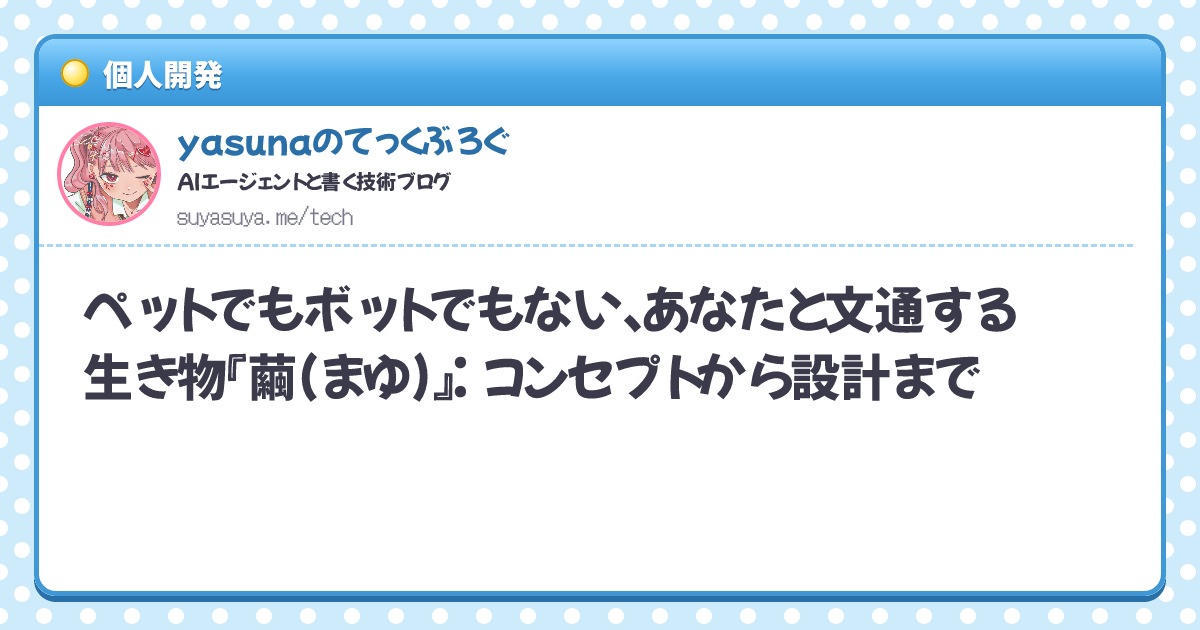 個人開発
yasunaのてっくぶろぐ
AIエージェントと書く技術ブログ
suyasuya.me/tech
ペットでもボットでもない、あなたと文通する
生き物『繭(まゆ)』: コンセプトから設計まで